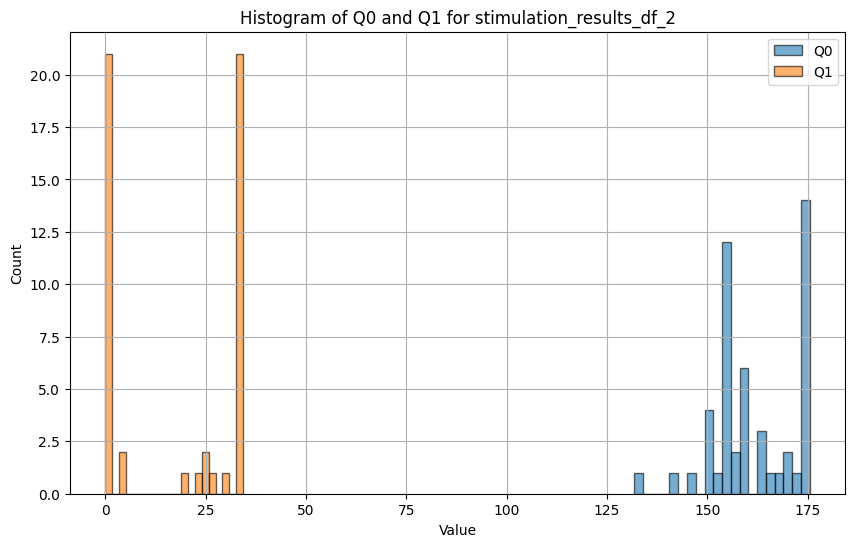 Histogram of Q0 and Q1 for stimulation_results_df_2
Q0
Q1
Count
20.0
17.5
15.0
12.5
10.0
7.5
5.0
2.5
0.0
0 25 50 75 100 125 150 175
Value